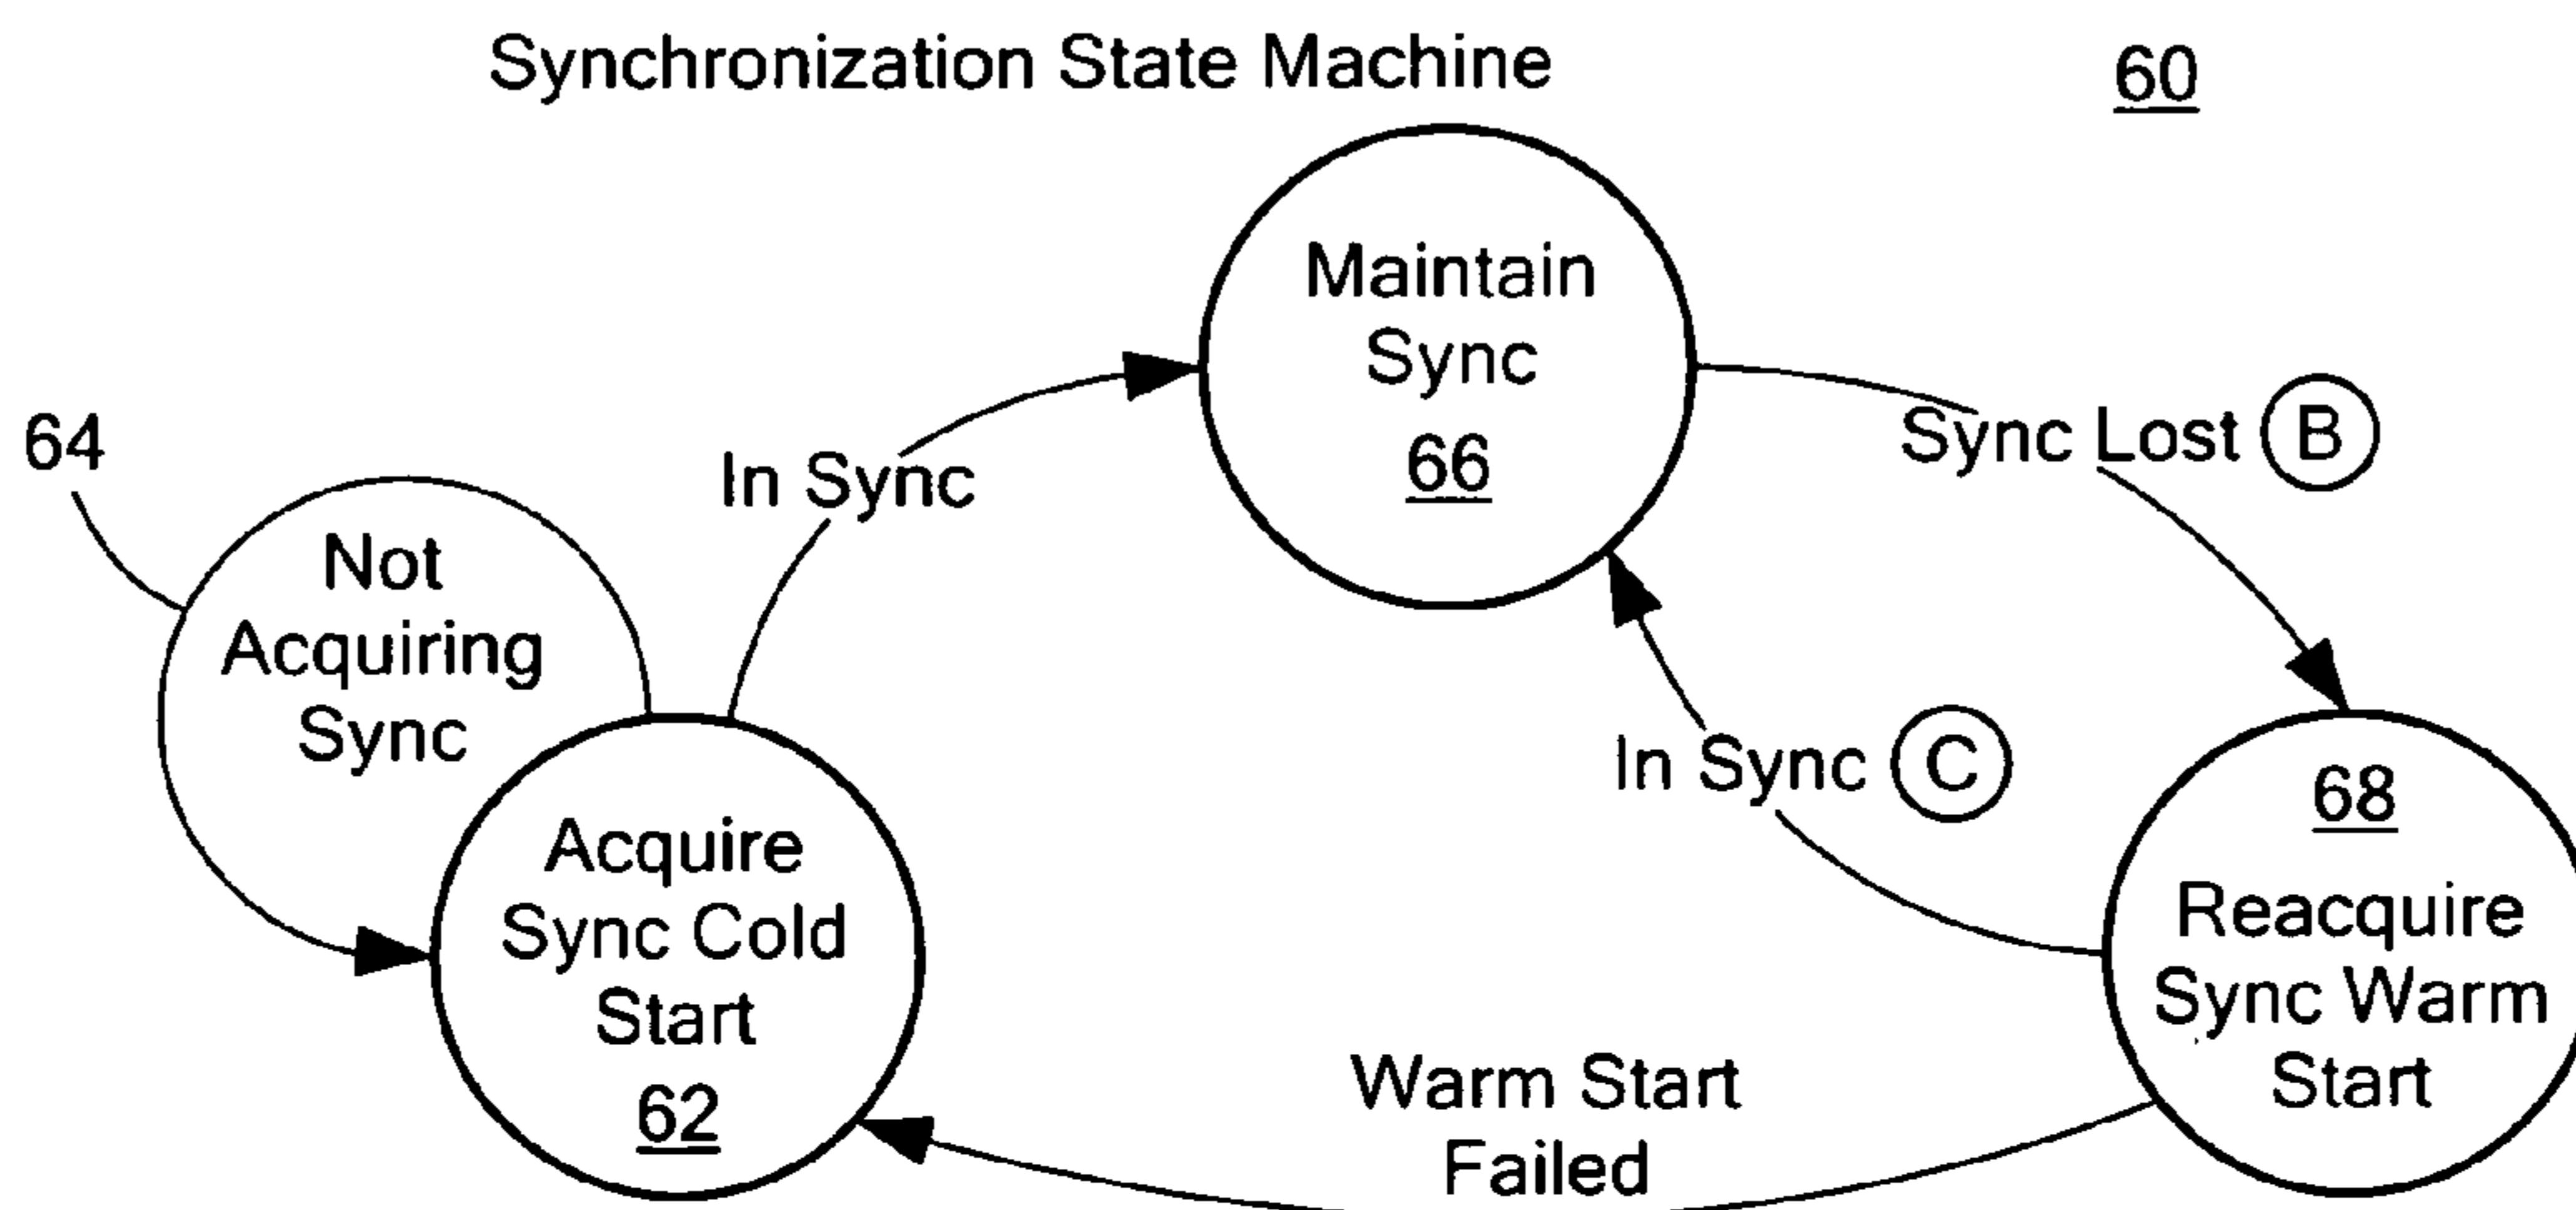 Synchronization State Machine
60
Maintain
Sync
66
Sync Lost B
64
In Sync
Not
Acquiring
Sync
In Sync C
68
Reacquire
Sync Warm
Start
Acquire
Sync Cold
Start
62
Warm Start
Failed